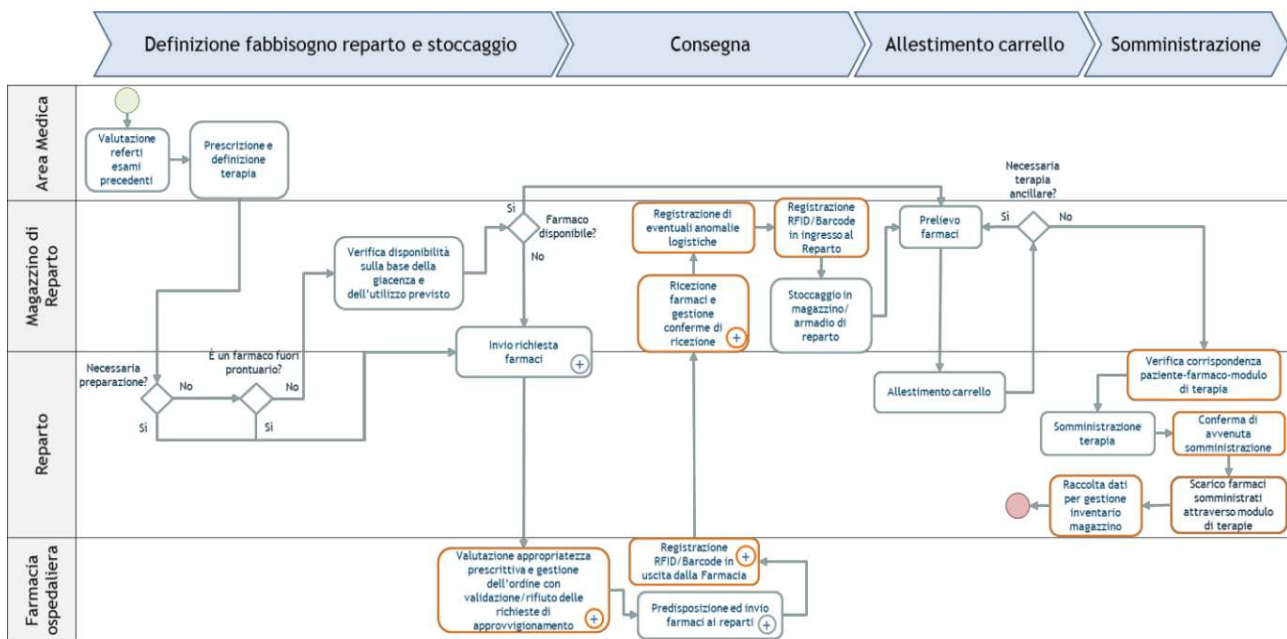 Definizione fabbisogno reparto e stoccaggio
Consegna
Allestimento carrello
Somministrazione
Area Medica
Valutazione
referti
esami
precedenti
Prescrizione e
definizione
terapia
Necessaria
terapia
ancillare?
Sì
No
Magazzino di
Reparto
Verifica disponibilità
sulla base della
giacenza e
dell'utilizzo previsto
Sì
Farmaco
disponibile?
No
Registrazione di
eventuali anomalie
logistiche
Registrazione
RFID/Barcode
in ingresso al
Reparto
Prelievo
farmaci
Ricezione
farmaci e
gestione
conferme di
ricezione
Stoccaggio in
magazzino/
armadio di
reparto
Invio richiesta
farmaci
Reparto
Necessaria
preparazione?
No
Sì
È un farmaco fuori
prontuario?
No
Sì
Allestimento carrello
Verifica corrispondenza
paziente-farmaco-modulo
di terapia
Somministrazione
terapia
Conferma di
avvenuta
somministrazione
Raccolta dati
per gestione
inventario
magazzino
Scarico farmaci
somministrati
attraverso modulo
di terapie
Farmacia
ospedaliera
Valutazione appropriatezza
prescrittiva e gestione
dell'ordine con
validazione/rifiuto delle
richieste di
approvvigionamento
Registrazione
RFID/Barcode in
uscita dalla Farmacia
Predisposizione ed invio
farmaci ai reparti